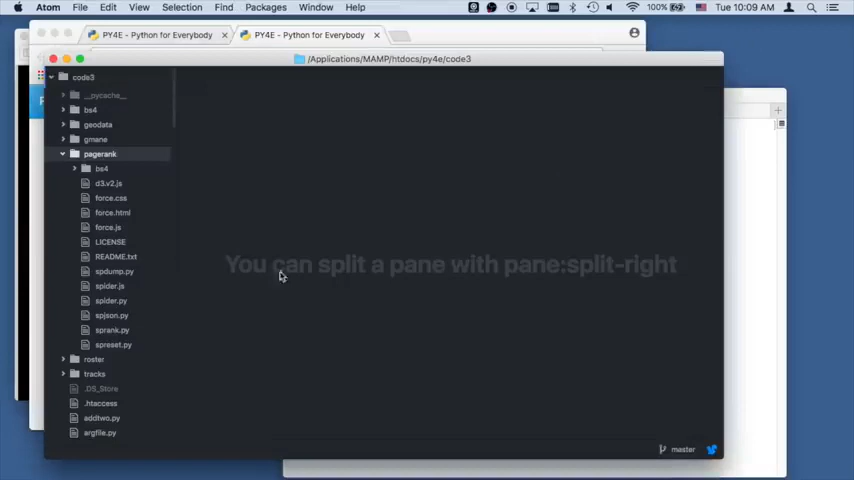 Atom File Edit View Selection Find Packages Window Help 100% Tue 10:09 AM
PY4E - Python for Everybody × PY4E - Python for Everybody ×
/Applications/MAMP/htdocs/py4e/code3
code3
__pycache__
bs4
geodata
gmane
pagerank
bs4
d3.v2.js
force.css
force.html
force.js
LICENSE
README.txt
spdump.py
spider.js
spider.py
spjson.py
sprank.py
spreset.py
roster
tracks
.DS_Store
.htaccess
addtwo.py
argfile.py
You can split a pane with pane:split-right
master